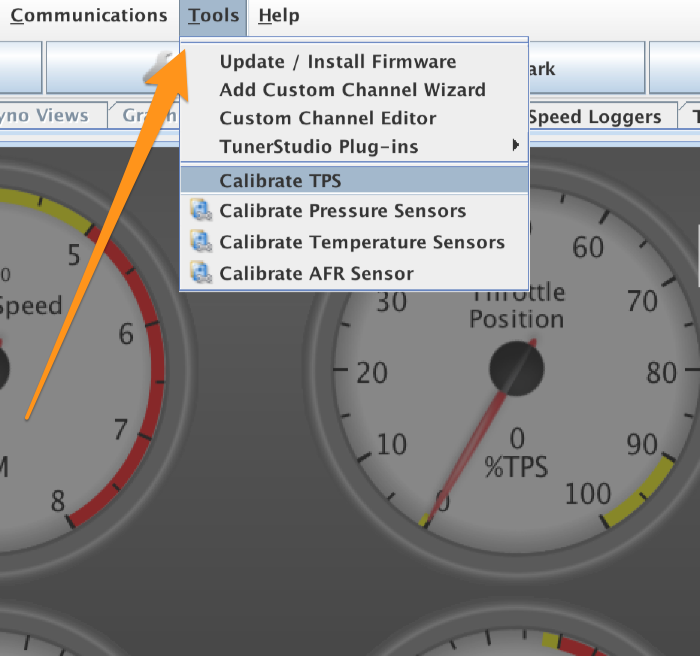 Communications Tools Help
Update / Install Firmware
ark
Add Custom Channel Wizard
Custom Channel Editor
yno Views
Speed Loggers
TunerStudio Plug-ins
Calibrate TPS
Calibrate Pressure Sensors
Calibrate Temperature Sensors
Calibrate AFR Sensor
5
0
Speed
6
7
8
M
Throttle
Position
0
10
20
30
60
70
80
90
100
0
%TPS